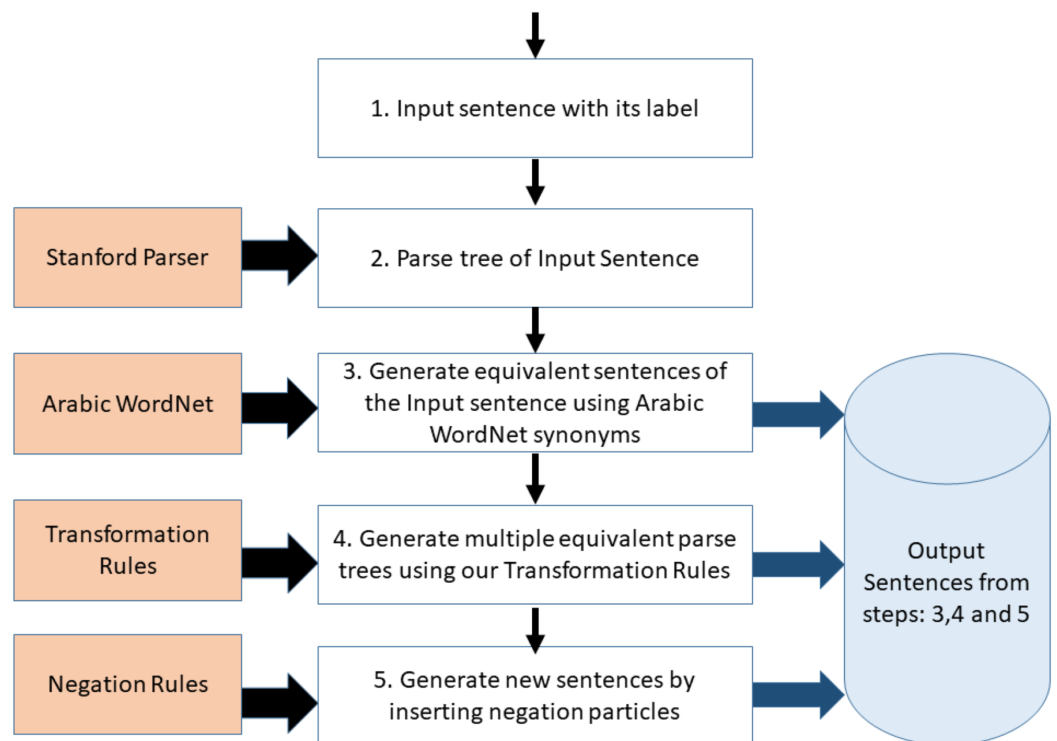 1. Input sentence with its label
Stanford Parser
2. Parse tree of Input Sentence
Arabic WordNet
3. Generate equivalent sentences of
the Input sentence using Arabic
WordNet synonyms
Transformation
Rules
4. Generate multiple equivalent parse
trees using our Transformation Rules
Output
Sentences from
steps: 3,4 and 5
Negation Rules
5. Generate new sentences by
inserting negation particles